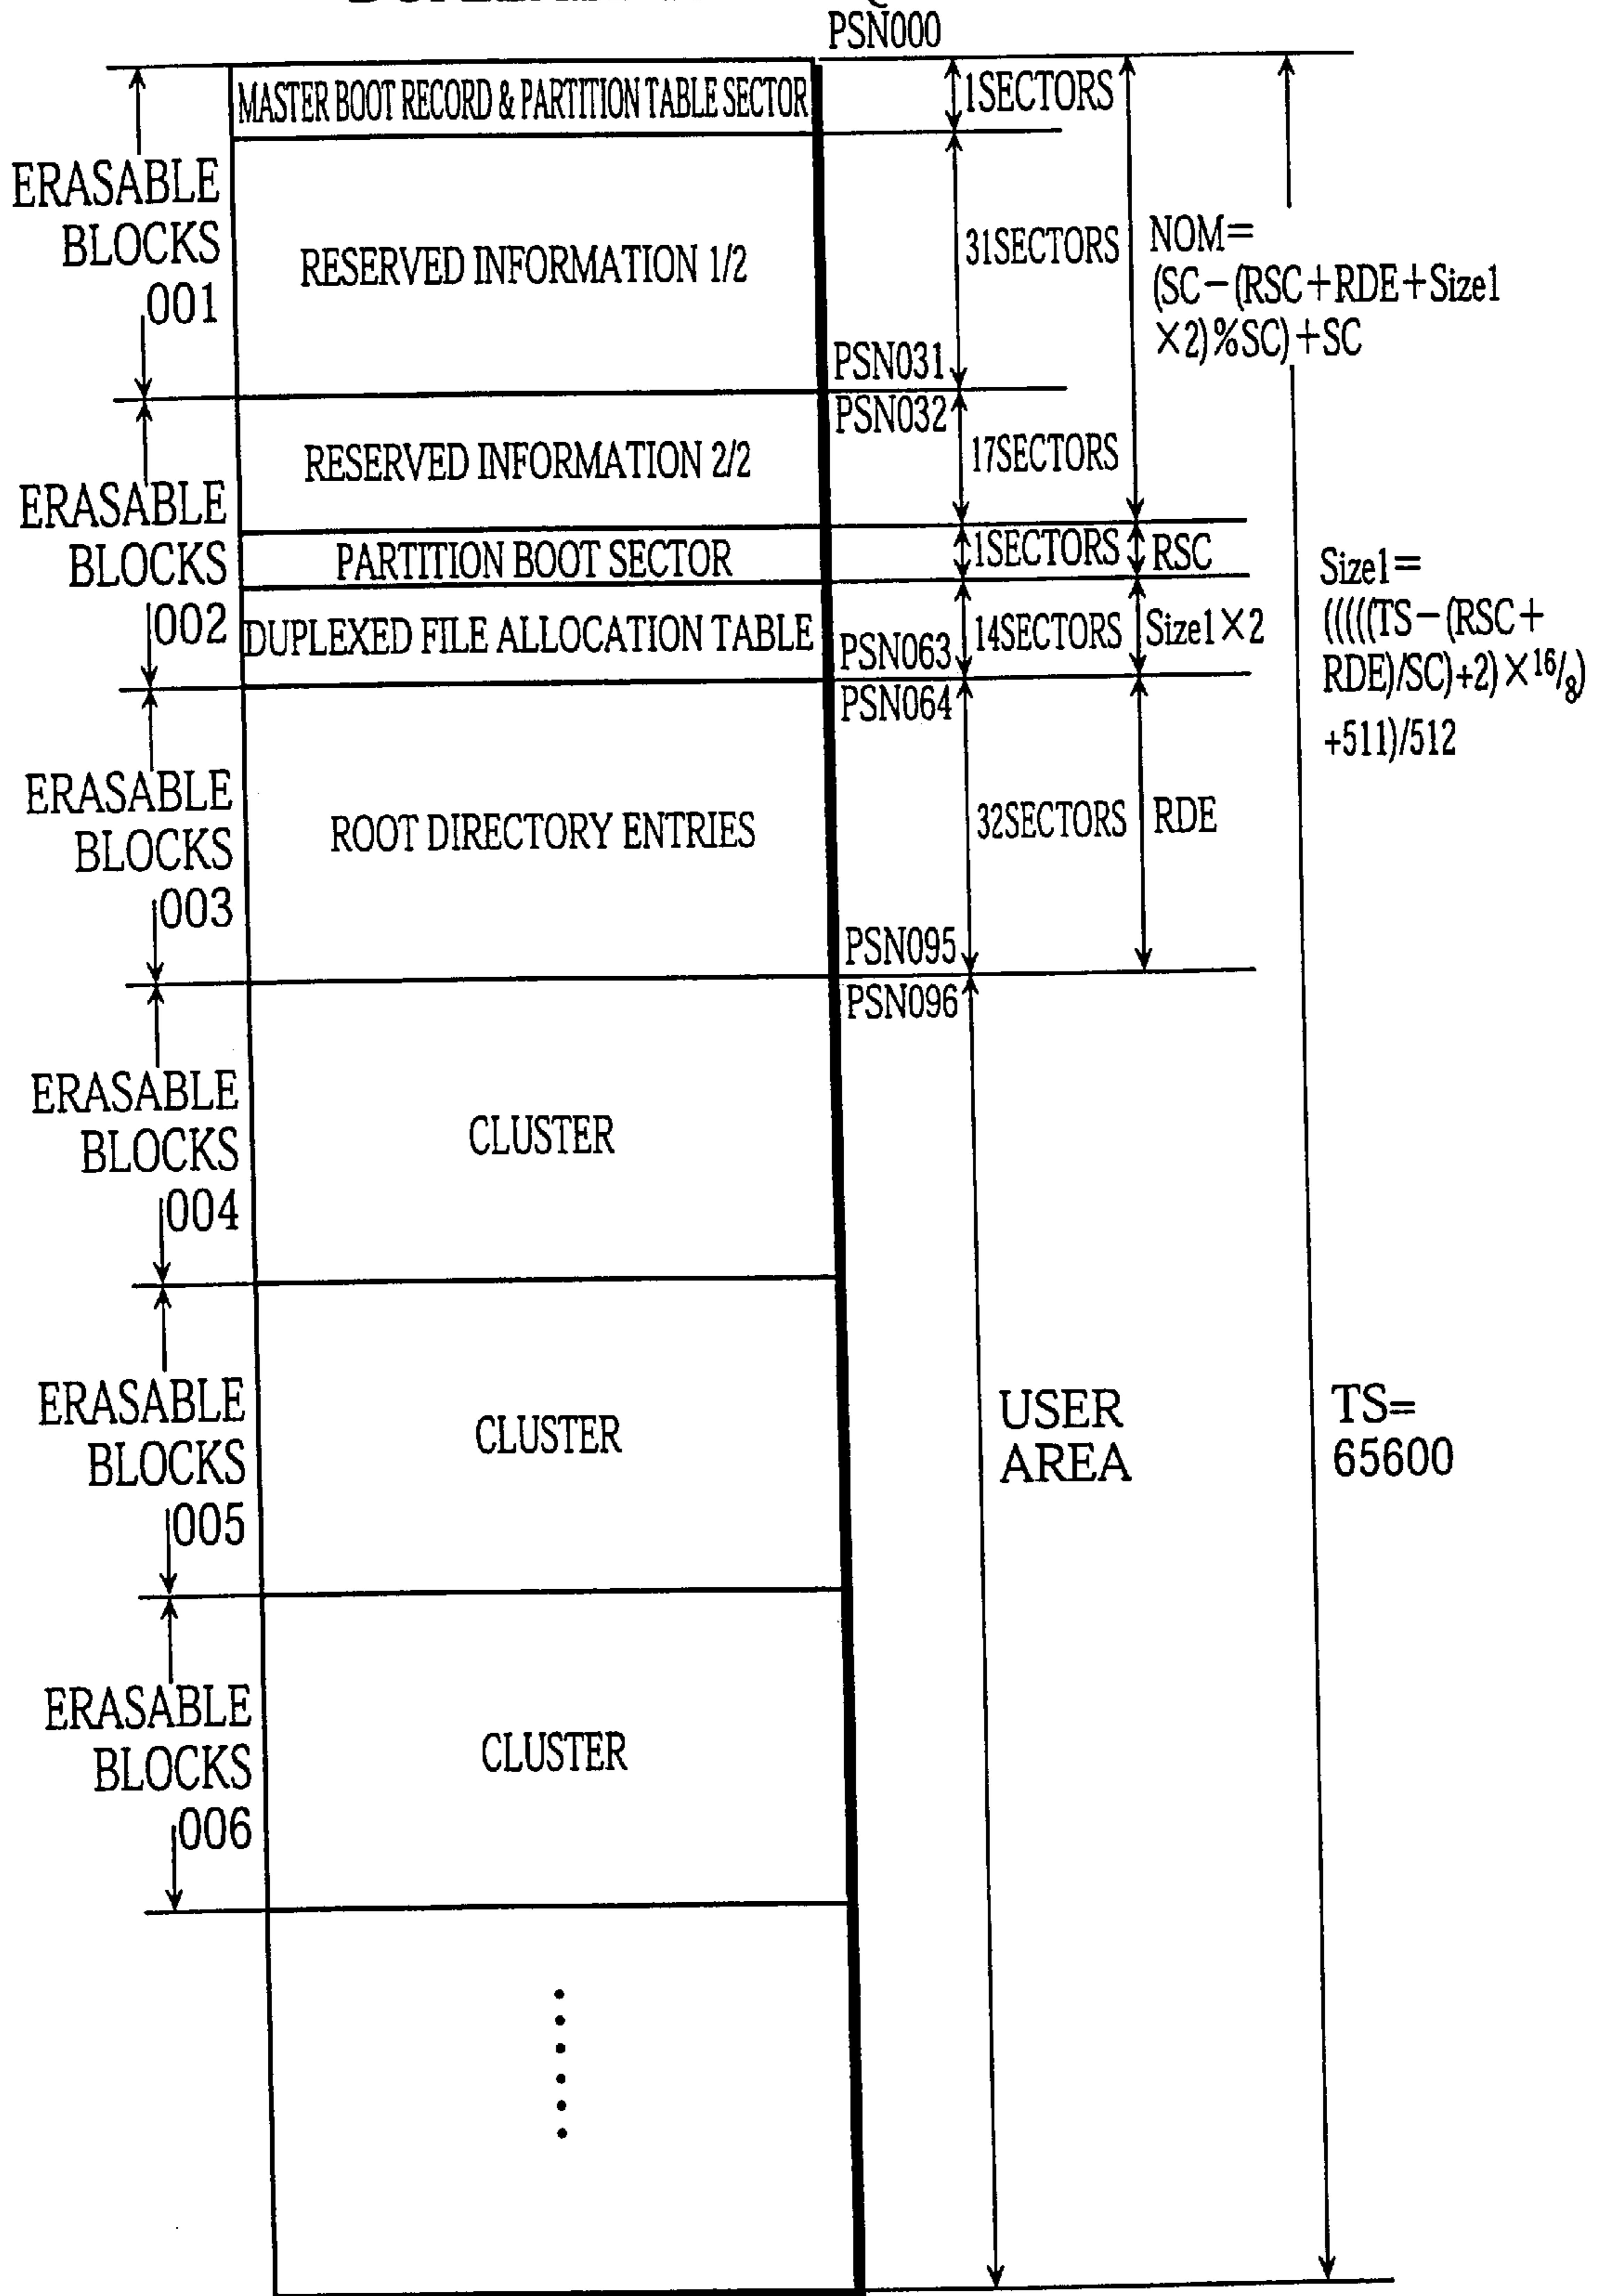 PSN000
MASTER BOOT RECORD & PARTITION TABLE SECTOR
1SECTORS
ERASABLE
BLOCKS
001
RESERVED INFORMATION 1/2
31SECTORS
NOM=
(SC-(RSC+RDE+Size1
×2)%SC)+SC
PSN031
PSN032
RESERVED INFORMATION 2/2
17SECTORS
ERASABLE
BLOCKS
002
PARTITION BOOT SECTOR
1SECTORS
RSC
DUPLEXED FILE ALLOCATION TABLE
PSN063
14SECTORS
Size1×2
Size1=
(((((TS-(RSC+
RDE)/SC)+2)×16/8)
+511)/512
PSN064
ERASABLE
BLOCKS
003
ROOT DIRECTORY ENTRIES
32SECTORS
RDE
PSN095
PSN096
ERASABLE
BLOCKS
004
CLUSTER
ERASABLE
BLOCKS
005
CLUSTER
USER
AREA
TS=
65600
ERASABLE
BLOCKS
006
CLUSTER